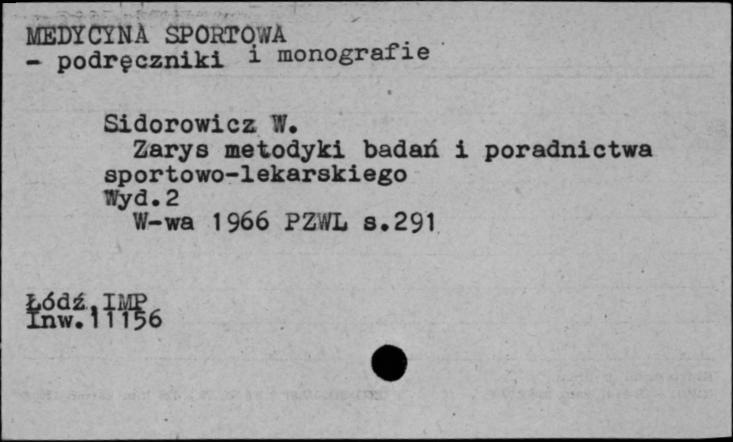 MEDYCYNA SPORTOWA
- podręczniki i monografie
Sidorowicz W.
Zarys metodyki badań i poradnictwa
sportowo-lekarskiego
Wyd.2
W-wa 1966 PZWL s.291
Łódź,IMP
Inw.11156